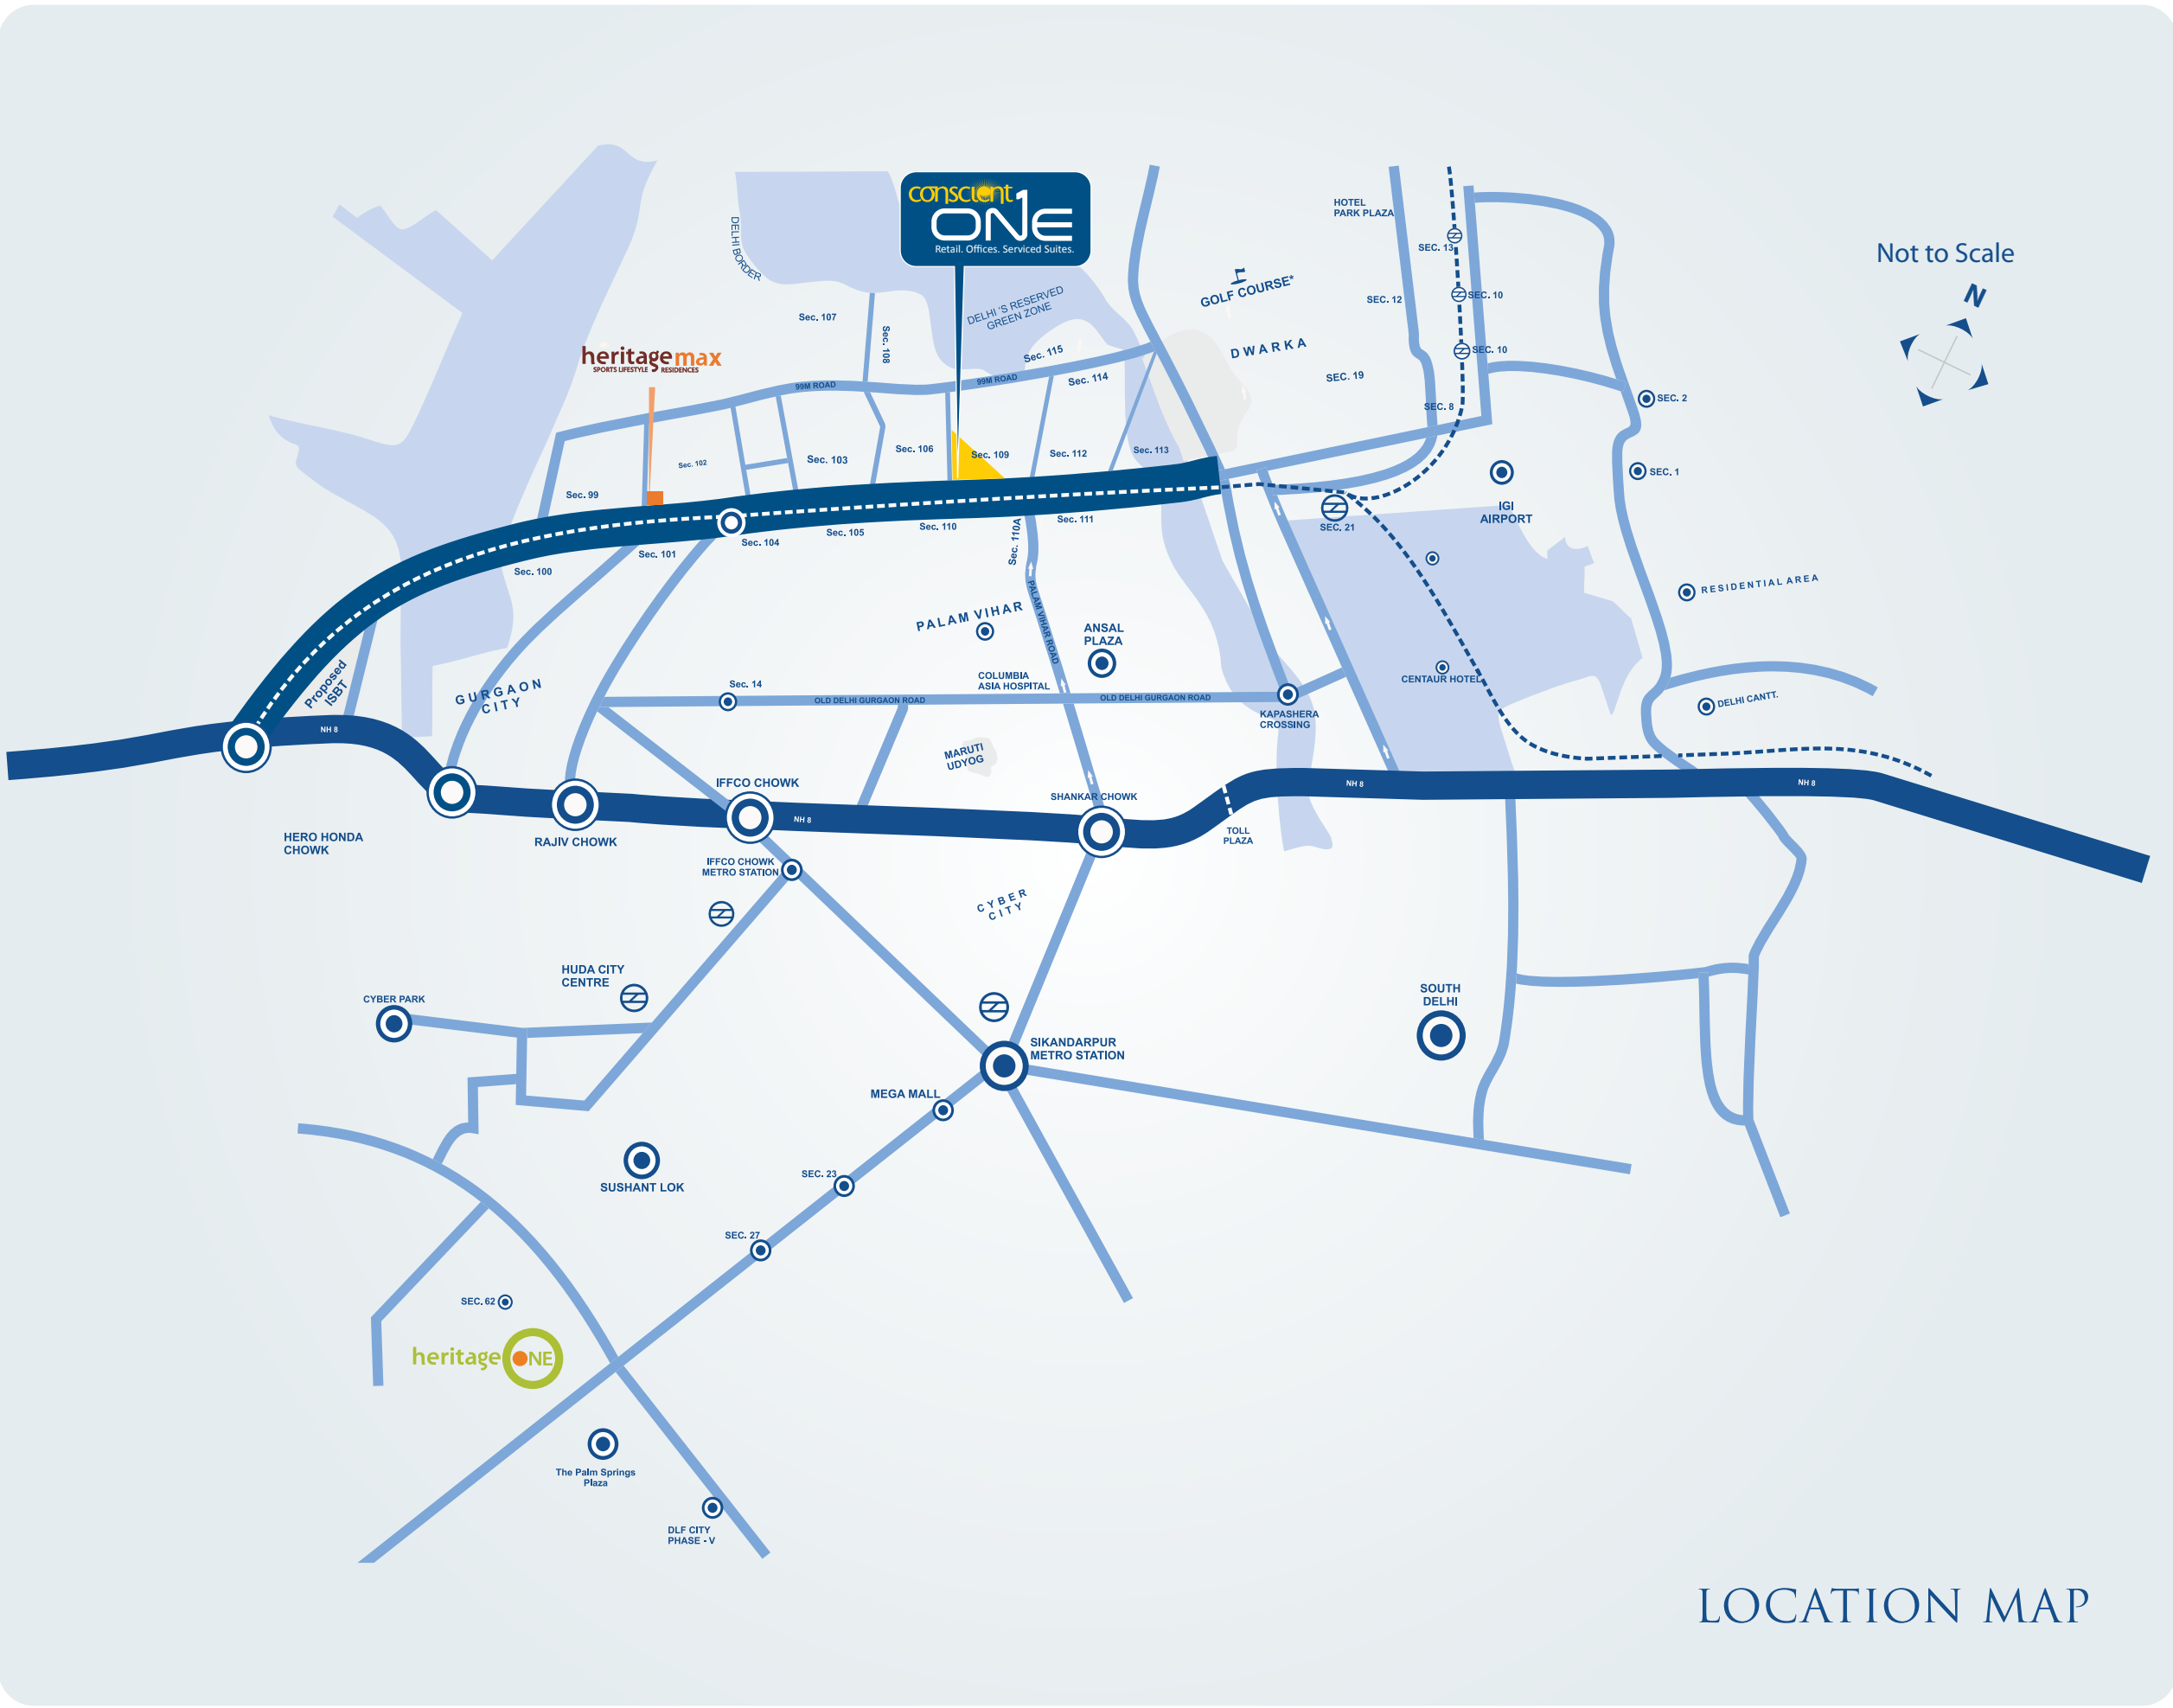 conscient
ONE
Retail. Offices. Serviced Suites.
HOTEL
PARK PLAZA
SEC. 13
DELHI BORDER
Not to Scale
N
GOLF COURSE*
SEC. 12
SEC. 10
DELHI 'S RESERVED
GREEN ZONE
Sec. 107
Sec. 108
heritagemax
SPORTS LIFESTYLE RESIDENCES
Sec. 115
DWARKA
SEC. 10
99M ROAD
99M ROAD
Sec. 114
SEC. 19
SEC. 8
SEC. 2
Sec. 102
Sec. 103
Sec. 106
Sec. 109
Sec. 112
Sec. 113
SEC. 1
Sec. 99
IGI
AIRPORT
Sec. 100
Sec. 101
Sec. 104
Sec. 105
Sec. 110
Sec. 110A
Sec. 111
SEC. 21
RESIDENTIAL AREA
PALAM VIHAR
PALAM VIHAR ROAD
ANSAL
PLAZA
Proposed
ISBT
GURGAON
CITY
Sec. 14
COLUMBIA
ASIA HOSPITAL
OLD DELHI GURGAON ROAD
OLD DELHI GURGAON ROAD
KAPASHERA
CROSSING
CENTAUR HOTEL
DELHI CANTT.
NH 8
MARUTI
UDYOG
IFFCO CHOWK
SHANKAR CHOWK
NH 8
NH 8
NH 8
HERO HONDA
CHOWK
RAJIV CHOWK
TOLL
PLAZA
IFFCO CHOWK
METRO STATION
CYBER
CITY
HUDA CITY
CENTRE
CYBER PARK
SOUTH
DELHI
SIKANDARPUR
METRO STATION
MEGA MALL
SUSHANT LOK
SEC. 23
SEC. 27
SEC. 62
heritage ONE
The Palm Springs
Plaza
DLF CITY
PHASE - V
LOCATION MAP